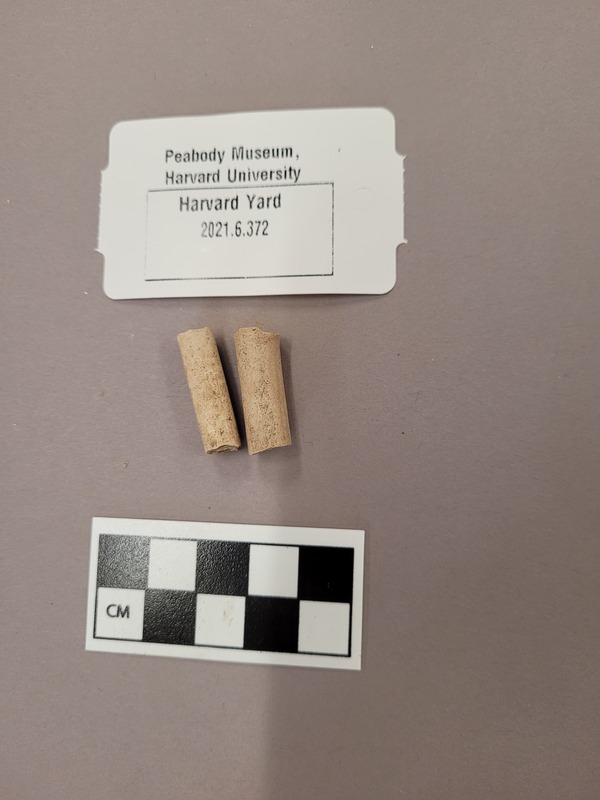 Peabody Museum,
Harvard University
Harvard Yard
2021.6.372
CM